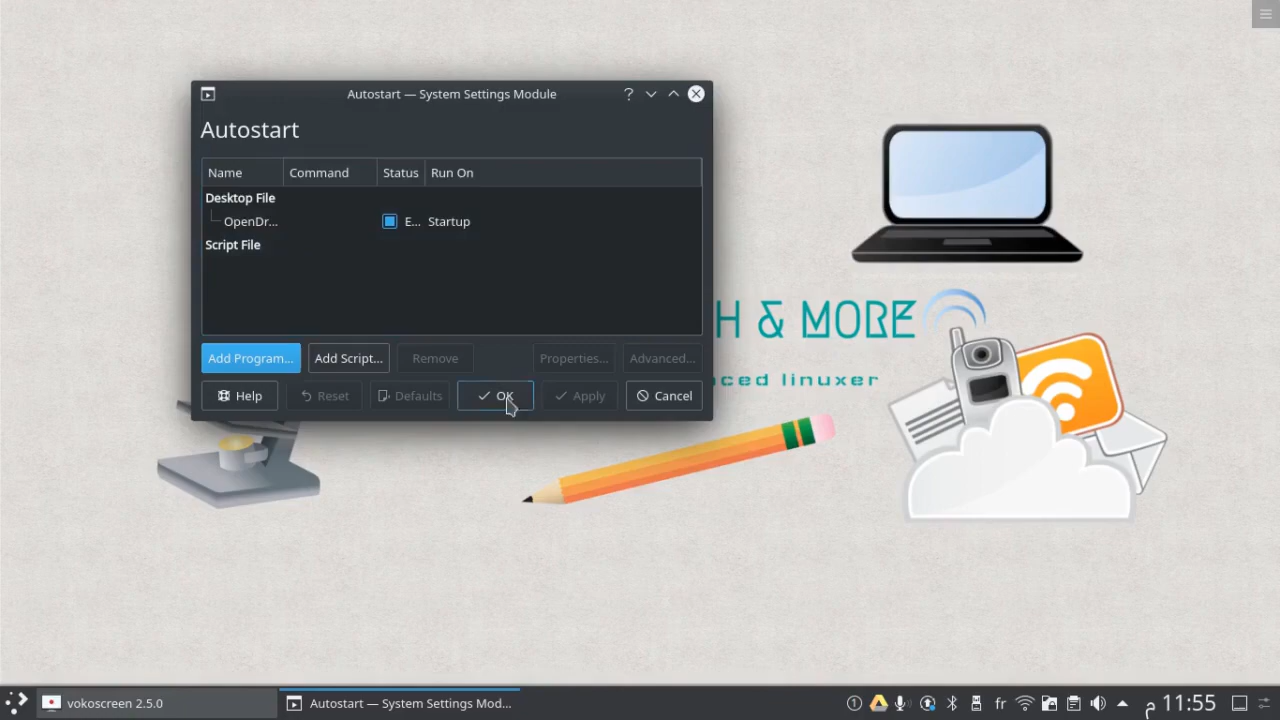 Autostart — System Settings Module
Autostart
Name Command Status Run On
Desktop File
OpenDr... E... Startup
Script File
Add Program... Add Script... Remove Properties... Advanced...
Help Reset Defaults OK Apply Cancel
H & MORE
ced linuxer
vokoscreen 2.5.0
Autostart — System Settings Mod...
fr
11:55 م